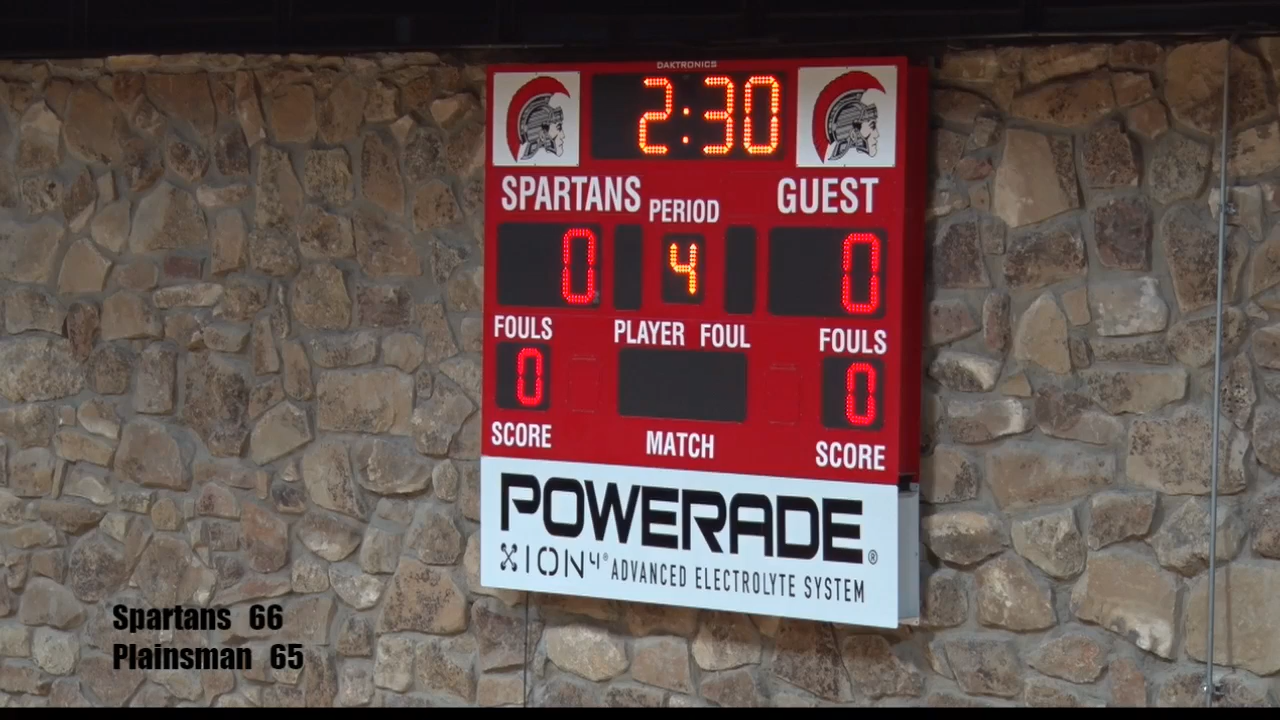 DAKTRONICS
2:30
SPARTANS PERIOD GUEST
0 4 0
FOULS PLAYER FOUL FOULS
0 0
SCORE MATCH SCORE
POWERADE®
ION4® ADVANCED ELECTROLYTE SYSTEM
Spartans 66
Plainsman 65